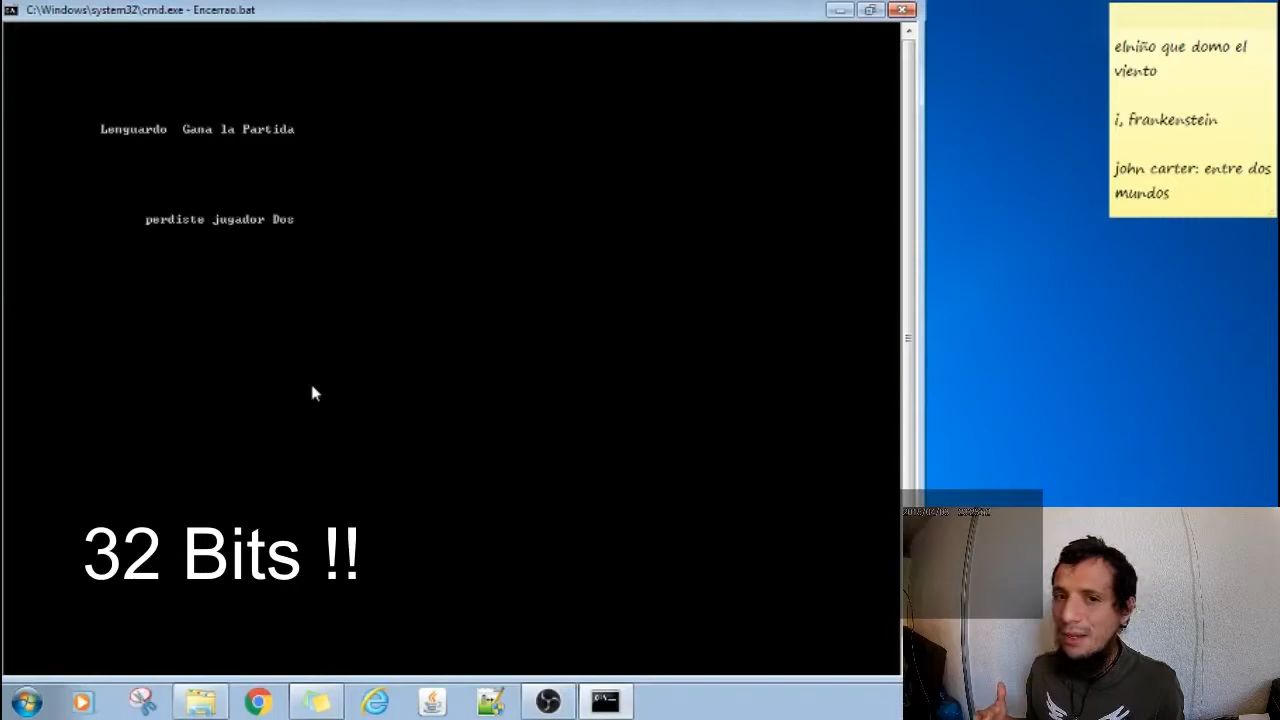 C:\Windows\system32\cmd.exe - Encerrao.bat
Lenguardo  Gana la Partida
perdiste jugador Dos
32 Bits !!
elniño que domo el
viento
i, frankenstein
john carter: entre dos
mundos